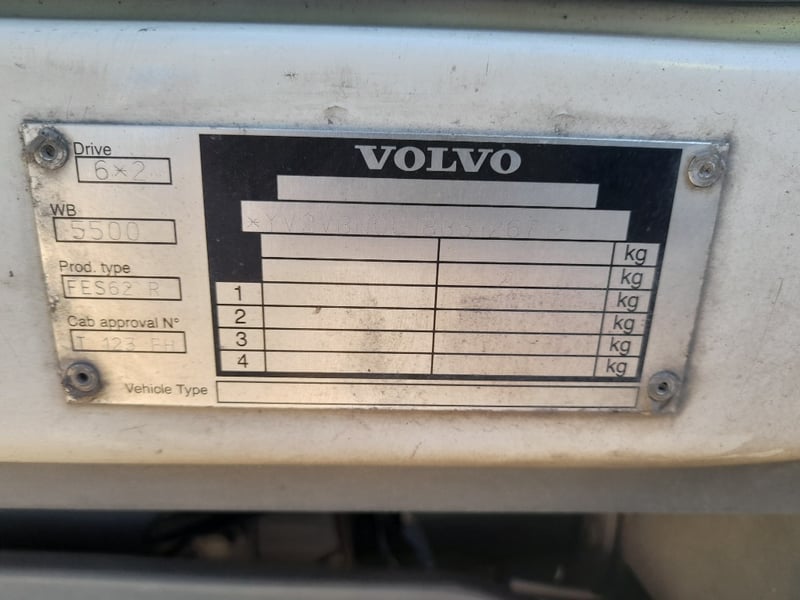 Drive
6×2
WB
5500
Prod. type
FES62 R
Cab approval N°
T 123 EH
Vehicle Type
VOLVO
kg
kg
1 kg
2 kg
3 kg
4 kg